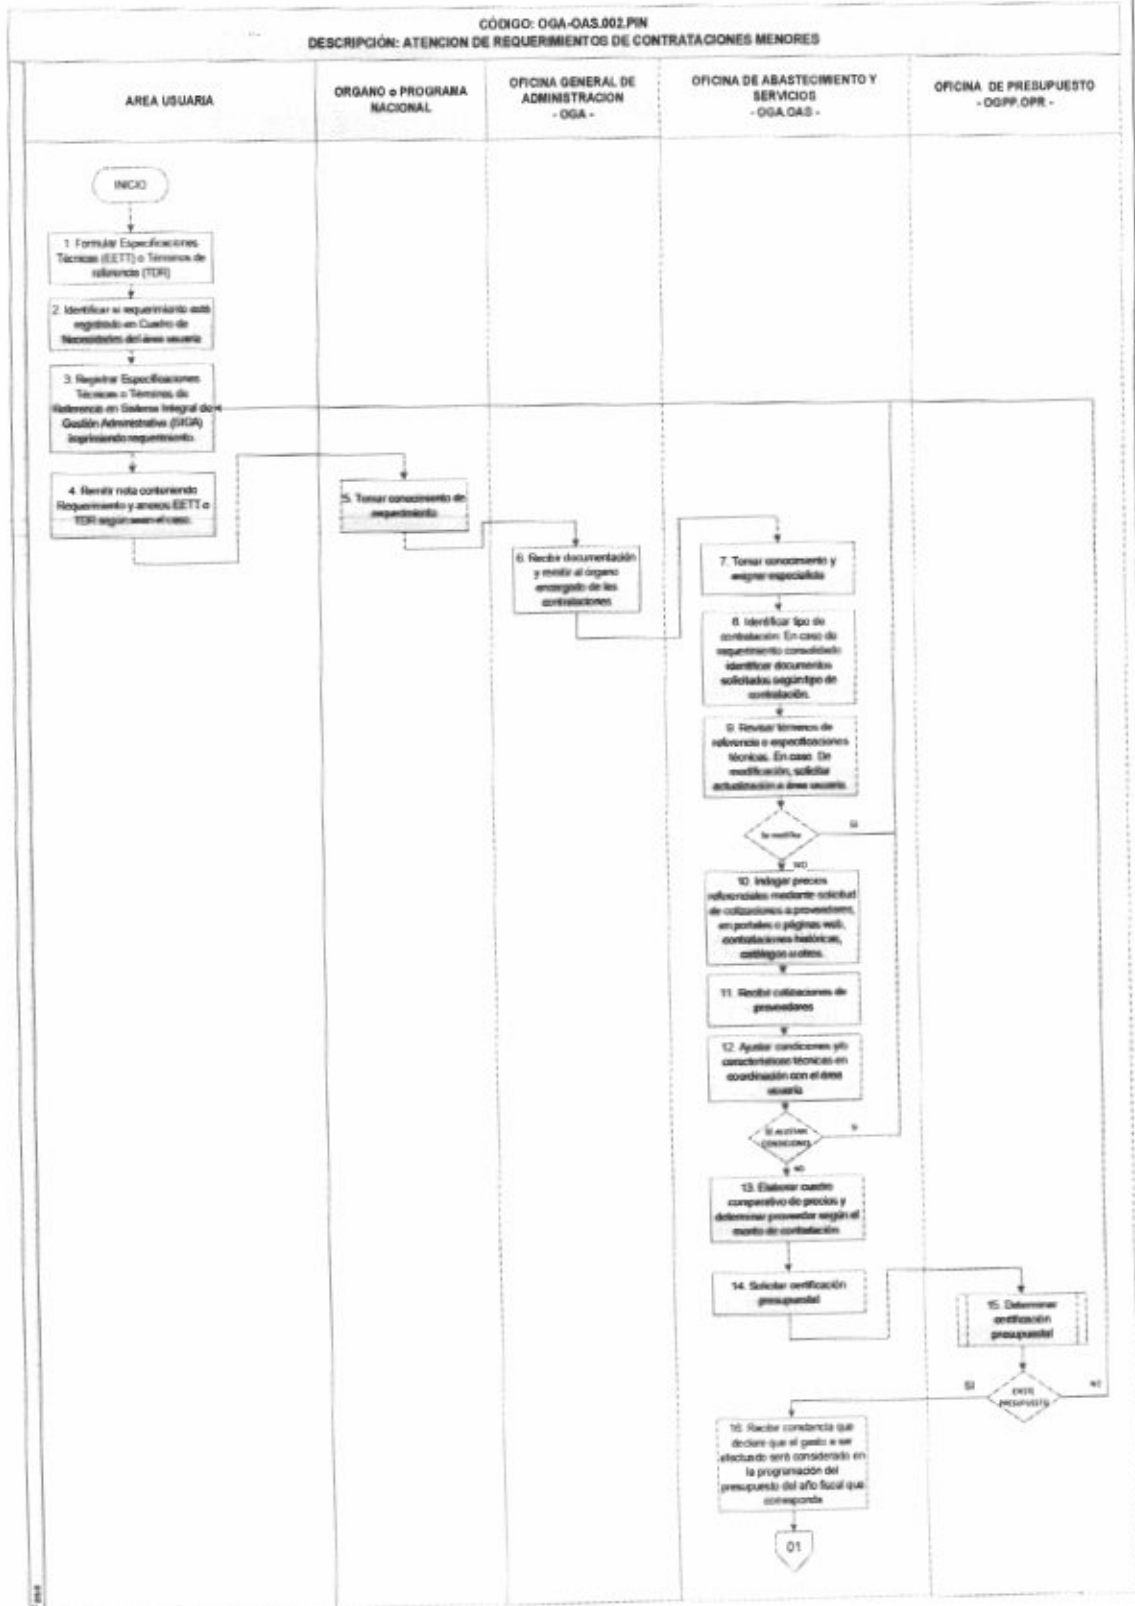 CÓDIGO: OGA-OAS.002.PIN
DESCRIPCIÓN: ATENCION DE REQUERIMIENTOS DE CONTRATACIONES MENORES
AREA USUARIA
ORGANO o PROGRAMA
NACIONAL
OFICINA GENERAL DE
ADMINISTRACION
- OGA -
OFICINA DE ABASTECIMIENTO Y
SERVICIOS
- OGA.OAS -
OFICINA DE PRESUPUESTO
- OGPP.OPR -
INICIO
1. Formular Especificaciones
Técnicas (EETT) o Términos de
referencia (TDR)
2. Identificar si requerimiento está
registrado en Cuadro de
Necesidades del área usuaria
3. Registrar Especificaciones
Técnicas o Términos de
Referencia en Sistema Integral de
Gestión Administrativa (SIGA)
imprimiendo requerimiento.
4. Remitir nota conteniendo
Requerimiento y anexos EETT o
TDR según sean el caso.
5. Tomar conocimiento de
requerimiento
6. Recibir documentación
y remitir al órgano
encargado de las
contrataciones
7. Tomar conocimiento y
asignar especialista
8. Identificar tipo de
contratación. En caso de
requerimiento consolidado
identificar documentos
solicitados según tipo de
contratación.
9. Revisar términos de
referencia o especificaciones
técnicas. En caso. De
modificación, solicitar
actualización a área usuaria.
Se modifica
SI
NO
10. Indagar precios
referenciales mediante solicitud
de cotizaciones a proveedores,
en portales o páginas web,
contrataciones históricas,
catálogos u otros.
11. Recibir cotizaciones de
proveedores
12. Ajustar condiciones y/o
características técnicas en
coordinación con el área
usuaria
SE AJUSTAN
CONDICIONES
SI
NO
13. Elaborar cuadro
comparativo de precios y
determinar proveedor según el
monto de contratación
14. Solicitar certificación
presupuestal
15. Determinar
certificación
presupuestal
EXISTE
PRESUPUESTO
SI
NO
16. Recibir constancia que
declare que el gasto a ser
efectuado será considerado en
la programación del
presupuesto del año fiscal que
corresponda
01